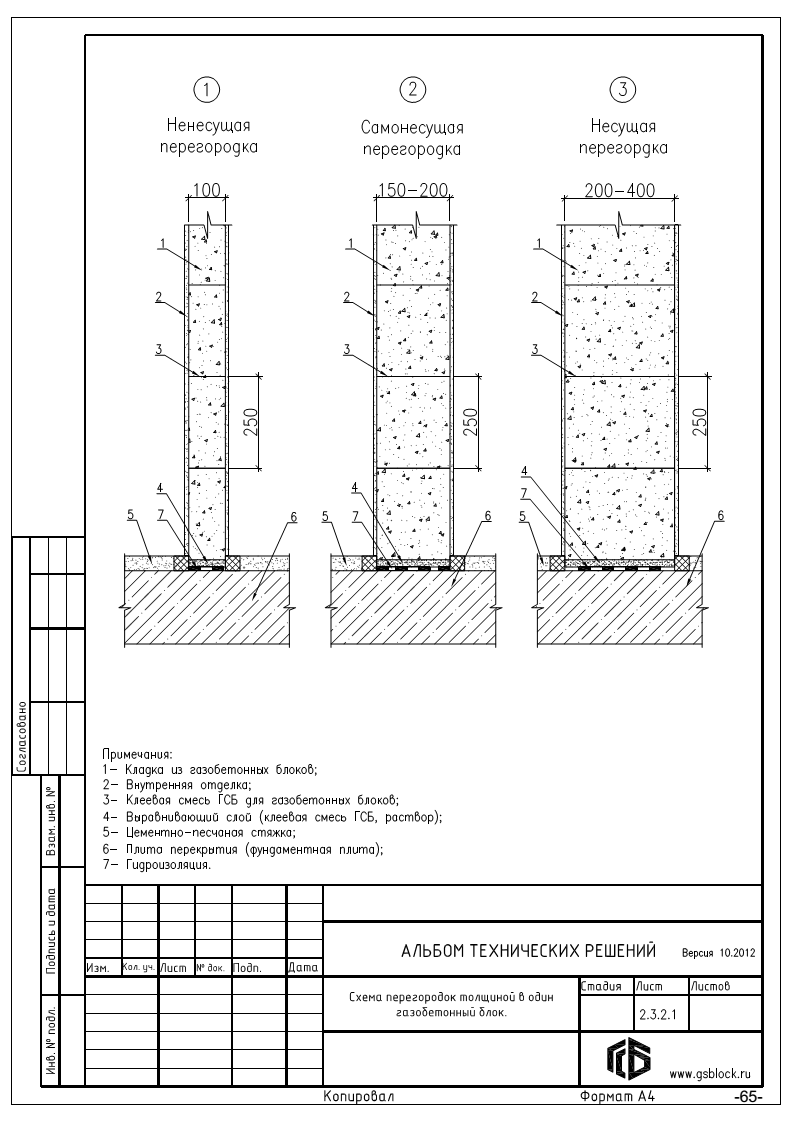 1
Ненесущая
перегородка
100
1
2
3
250
4
5
7
6
2
Самонесущая
перегородка
150-200
1
2
3
250
4
5
7
6
3
Несущая
перегордка
200-400
1
2
3
250
4
7
5
6
Примечания:
1- Кладка из газобетонных блоков;
2- Внутренняя отделка;
3- Клеевая смесь ГСБ для газобетонных блоков;
4- Выравнивающий слой (клеевая смесь ГСБ, раствор);
5- Цементно-песчаная стяжка;
6- Плита перекрытия (фундаментная плита);
7- Гидроизоляция.
Согласовано
Взам. инв. №
Подпись и дата
Инв. № подл.
Изм. Кол. уч. Лист № док. Подп. Дата
АЛЬБОМ ТЕХНИЧЕСКИХ РЕШЕНИЙ Версия 10.2012
Схема перегородок толщиной в один
газобетонный блок.
Стадия Лист Листов
2.3.2.1
ГСБ
www.gsblock.ru
Копировал Формат А4 -65-